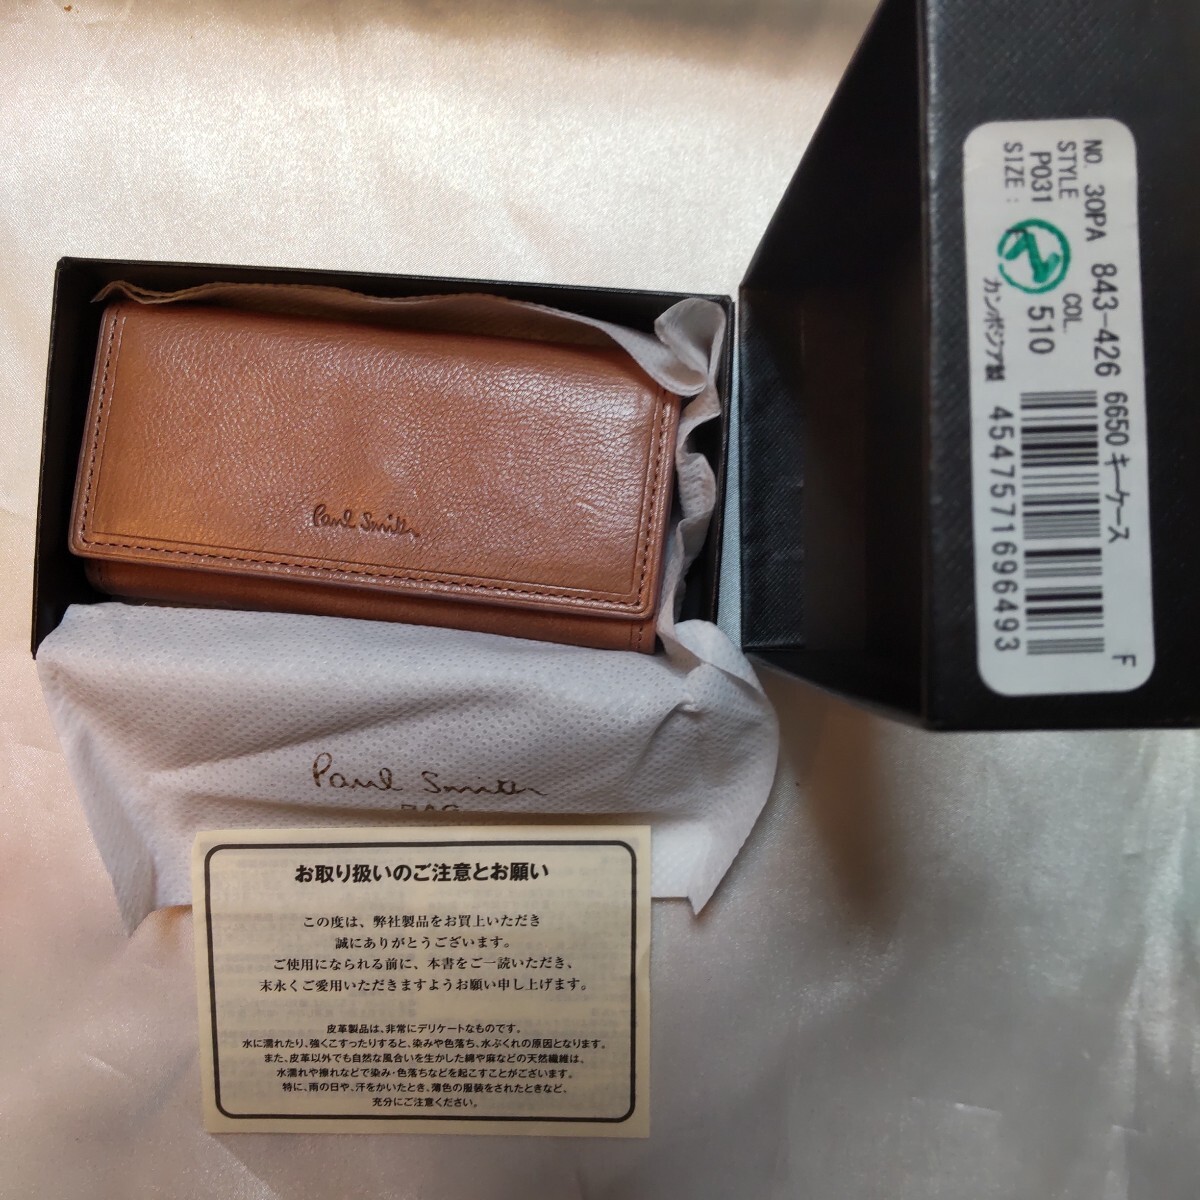 Paul Smith
NO. 3OPA 843-426 6650 キーケース F
STYLE COL.
P031 510
SIZE :
カンボジア製
4547571696493
Paul Smith
BAG
お取り扱いのご注意とお願い
この度は、弊社製品をお買上いただき
誠にありがとうございます。
ご使用になられる前に、本書をご一読いただき、
末永くご愛用いただきますようお願い申し上げます。
皮革製品は、非常にデリケートなものです。
水に濡れたり、強くこすったりすると、染みや色落ち、水ぶくれの原因となります。
また、皮革以外でも自然な風合いを生かした綿や麻などの天然繊維は、
水濡れや擦れなどで染み・色落ちなどを起こすことがございます。
特に、雨の日や、汗をかいたとき、薄色の服装をされたときなど、
充分にご注意ください。